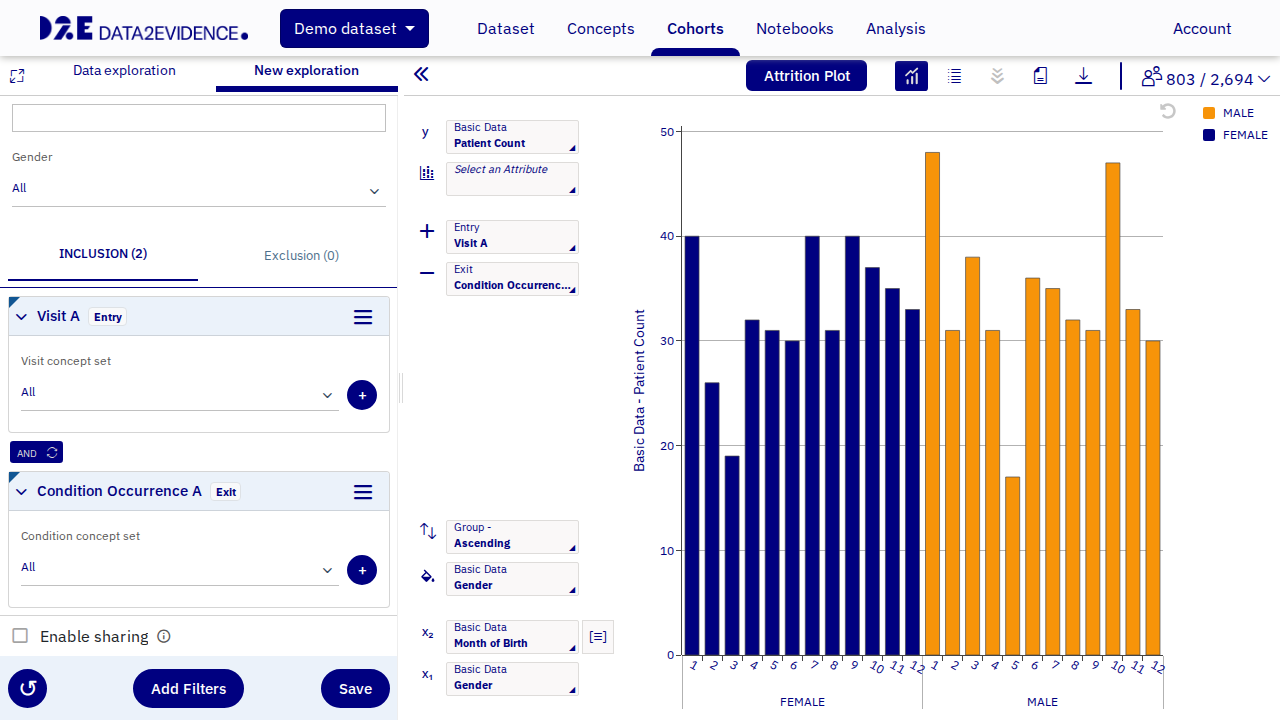 DATA2EVIDENCE.
Demo dataset
Dataset
Concepts
Cohorts
Notebooks
Analysis
Account
Data exploration
New exploration
Attrition Plot
803 / 2,694
Gender
All
INCLUSION (2)
Exclusion (0)
Visit A
Entry
Visit concept set
All
+
AND
Condition Occurrence A
Exit
Condition concept set
All
+
Enable sharing
Add Filters
Save
y
Basic Data
Patient Count
Select an Attribute
Entry
Visit A
Exit
Condition Occurrenc...
Group -
Ascending
Basic Data
Gender
X₂
Basic Data
Month of Birth
X₁
Basic Data
Gender
MALE
FEMALE
Basic Data - Patient Count
50
40
30
20
10
0
1 2 3 4 5 6 7 8 9 10 11 12 1 2 3 4 5 6 7 8 9 10 11 12
FEMALE
MALE